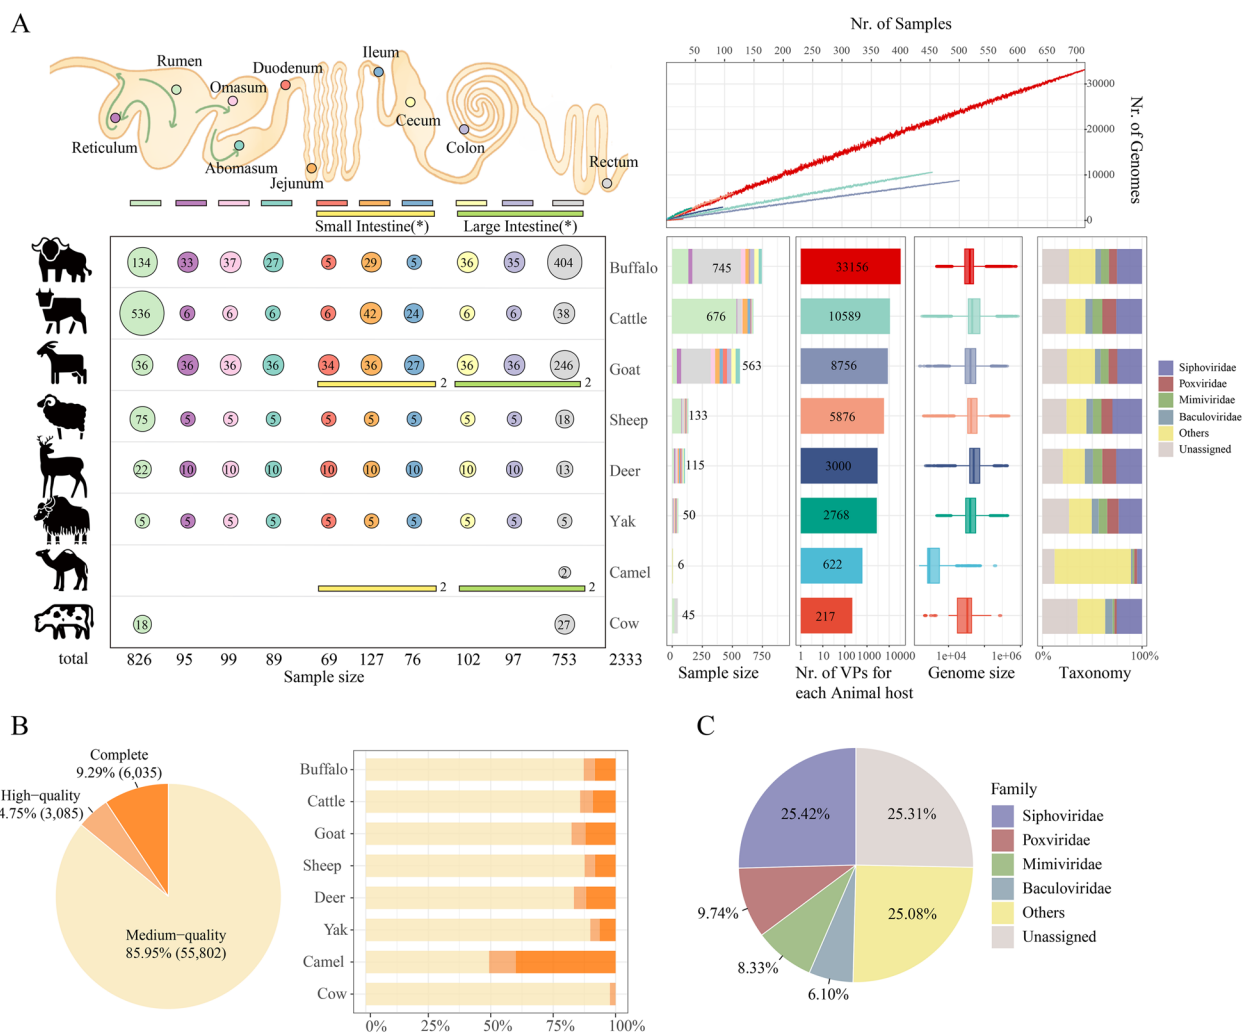 A
Nr. of Samples
50 100 150 200 250 300 350 400 450 500 550 600 650 700
30000
20000
10000
0
Nr. of Genomes
Rumen
Ileum
Duodenum
Omasum
Cecum
Reticulum
Colon
Abomasum
Jejunum
Rectum
Small Intestine(*) Large Intestine(*)
134 33 37 27 5 29 5 36 35 404 Buffalo
536 6 6 6 6 42 24 6 6 38 Cattle
36 36 36 36 34 36 27 36 36 246 Goat
2 2
75 5 5 5 5 5 5 5 5 18 Sheep
22 10 10 10 10 10 10 10 10 13 Deer
5 5 5 5 5 5 5 5 5 5 Yak
2 Camel
2 2
18 27 Cow
total 826 95 99 89 69 127 76 102 97 753 2333
Sample size
745 33156
676 10589
563 8756
133 5876
115 3000
50 2768
6 622
45 217
0 250 500 750
Sample size
1 10 100 1000 10000
Nr. of VPs for
each Animal host
1e+04 1e+06
Genome size
0% 100%
Taxonomy
Siphoviridae
Poxviridae
Mimiviridae
Baculoviridae
Others
Unassigned
B
Complete
9.29% (6,035)
High-quality
4.75% (3,085)
Medium-quality
85.95% (55,802)
Buffalo
Cattle
Goat
Sheep
Deer
Yak
Camel
Cow
0% 25% 50% 75% 100%
C
25.42%
25.31%
9.74%
8.33%
6.10%
25.08%
Family
Siphoviridae
Poxviridae
Mimiviridae
Baculoviridae
Others
Unassigned